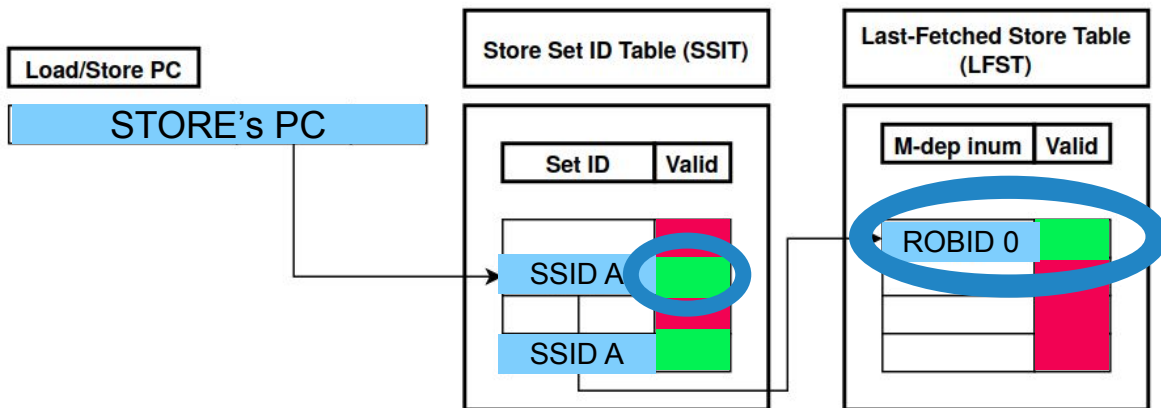 Load/Store PC
STORE's PC
Store Set ID Table (SSIT)
Set ID Valid
SSID A
SSID A
Last-Fetched Store Table
(LFST)
M-dep inum Valid
ROBID 0